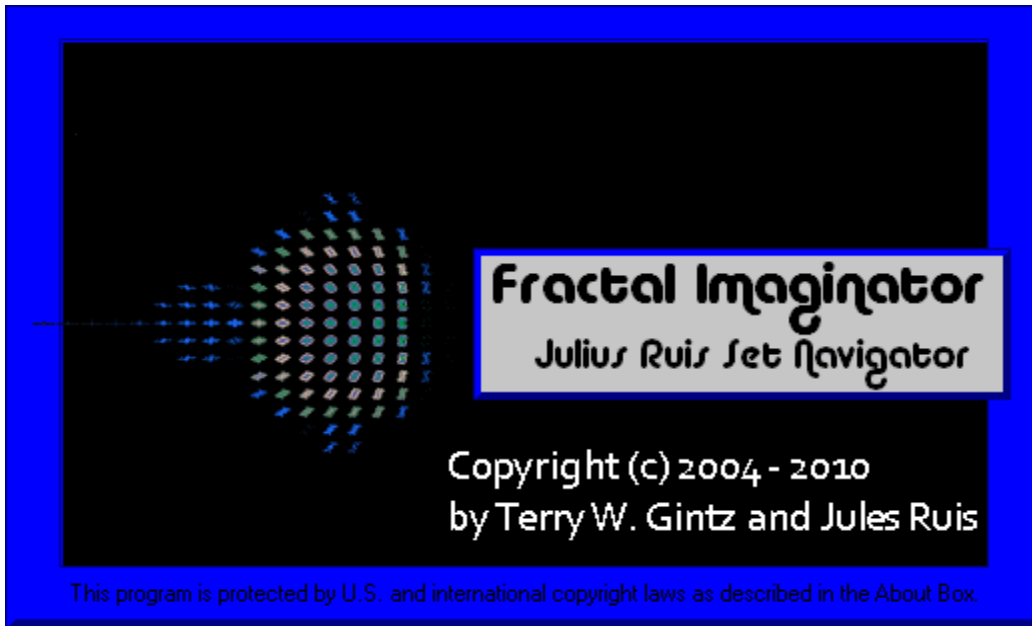 Fractal Imaginator
Julius Ruis Set Navigator
Copyright (c) 2004 - 2010
by Terry W. Gintz and Jules Ruis
This program is protected by U.S. and international copyright laws as described in the About Box.